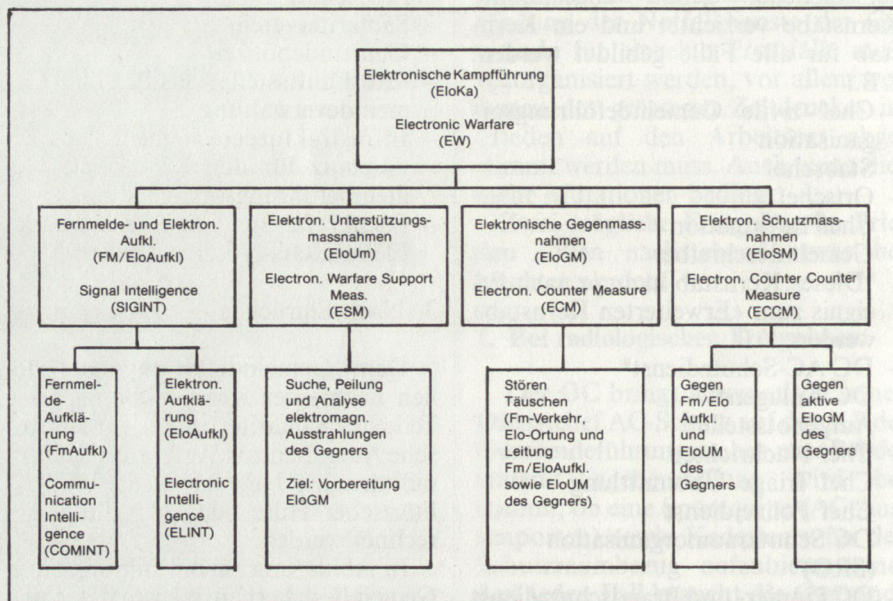 Elektronische Kampfführung
(EloKa)
Electronic Warfare
(EW)
Fernmelde- und Elektron.
Aufkl.
(FM/EloAufkl)
Signal Intelligence
(SIGINT)
Elektron. Unterstützungs-
massnahmen
(EloUm)
Electron. Warfare Support
Meas.
(ESM)
Elektronische Gegenmass-
nahmen
(EloGM)
Electron. Counter Measure
(ECM)
Elektron. Schutzmass-
nahmen
(EloSM)
Electron. Counter Counter
Measure
(ECCM)
Fernmel-
de-
Aufklä-
rung
(FmAufkl)
Commu-
nication
Intelli-
gence
(COMINT)
Elektron.
Aufklä-
rung
(EloAufkl)
Electronic
Intelli-
gence
(ELINT)
Suche, Peilung
und Analyse
elektromagn.
Ausstrahlungen
des Gegners
Ziel: Vorbereitung
EloGM
Stören
Täuschen
(Fm-Verkehr,
Elo-Ortung und
Leitung
Fm/EloAufkl.
sowie EloUM
des Gegners)
Gegen
Fm/Elo
Aufkl.
und
EloUM
des
Gegners
Gegen
aktive
EloGM
des
Gegners